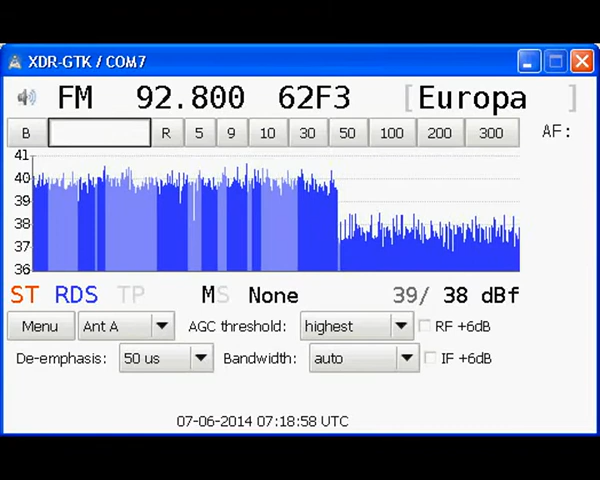 XDR-GTK / COM7
FM 92.800 62F3 [Europa ]
B R 5 9 10 30 50 100 200 300 AF:
41
40
39
38
37
36
ST RDS TP MS None 39/ 38 dBf
Menu Ant A AGC threshold: highest RF +6dB
De-emphasis: 50 us Bandwidth: auto IF +6dB
07-06-2014 07:18:58 UTC